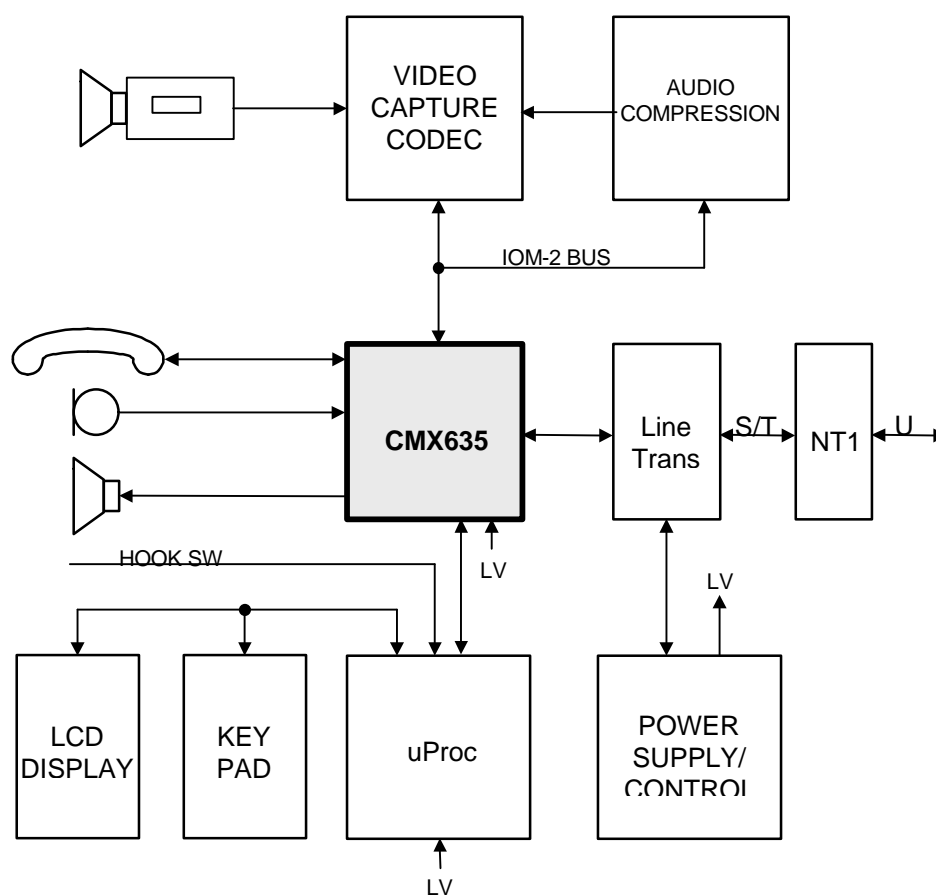 VIDEO
CAPTURE
CODEC
AUDIO
COMPRESSION
IOM-2 BUS
CMX635
Line
Trans
S/T
NT1
U
HOOK SW
LV
LV
LCD
DISPLAY
KEY
PAD
uProc
POWER
SUPPLY/
CONTROL
LV